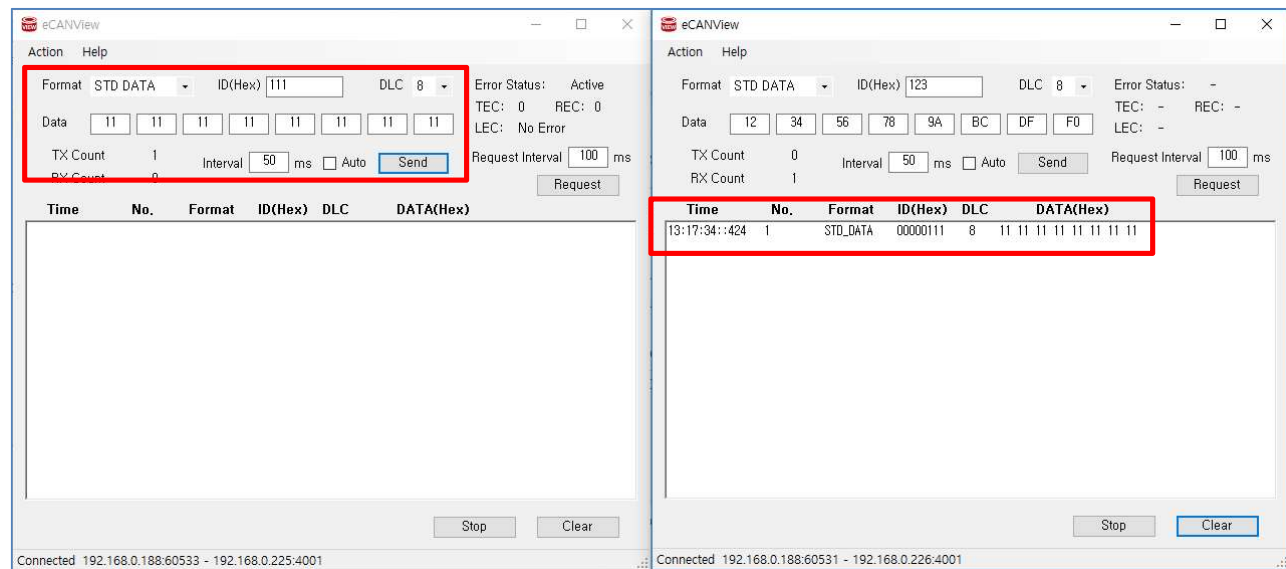 eCANView
Action Help
Format STD DATA ID(Hex) 111 DLC 8 Error Status: Active
TEC: 0 REC: 0
Data 11 11 11 11 11 11 11 11 LEC: No Error
TX Count 1 Interval 50 ms Auto Send Request Interval 100 ms
RX Count 0 Request
Time No. Format ID(Hex) DLC DATA(Hex)
Stop Clear
Connected 192.168.0.188:60533 - 192.168.0.225:4001
eCANView
Action Help
Format STD DATA ID(Hex) 123 DLC 8 Error Status: -
TEC: - REC: -
Data 12 34 56 78 9A BC DF F0 LEC: -
TX Count 0 Interval 50 ms Auto Send Request Interval 100 ms
RX Count 1 Request
Time No. Format ID(Hex) DLC DATA(Hex)
13:17:34::424 1 STD_DATA 00000111 8 11 11 11 11 11 11 11 11
Stop Clear
Connected 192.168.0.188:60531 - 192.168.0.226:4001